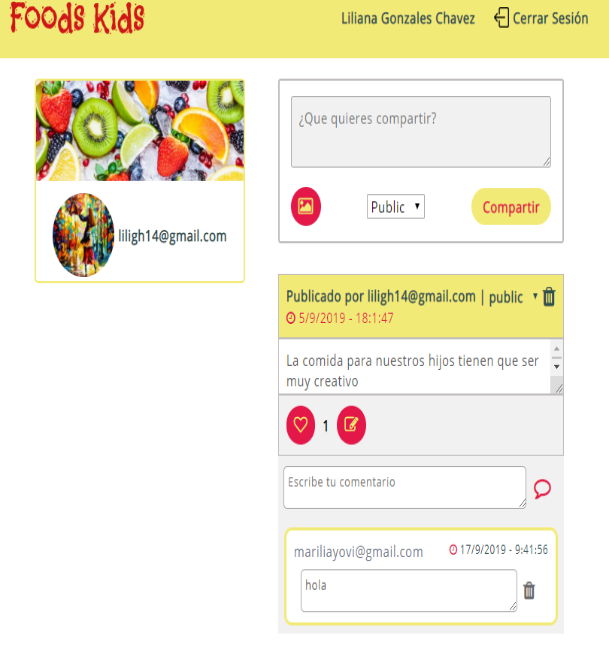 Foods Kids
Liliana Gonzales Chavez
Cerrar Sesión
¿Que quieres compartir?
Public
Compartir
liligh14@gmail.com
Publicado por liligh14@gmail.com | public
5/9/2019 - 18:1:47
La comida para nuestros hijos tienen que ser
muy creativo
1
Escribe tu comentario
mariliayovi@gmail.com
17/9/2019 - 9:41:56
hola